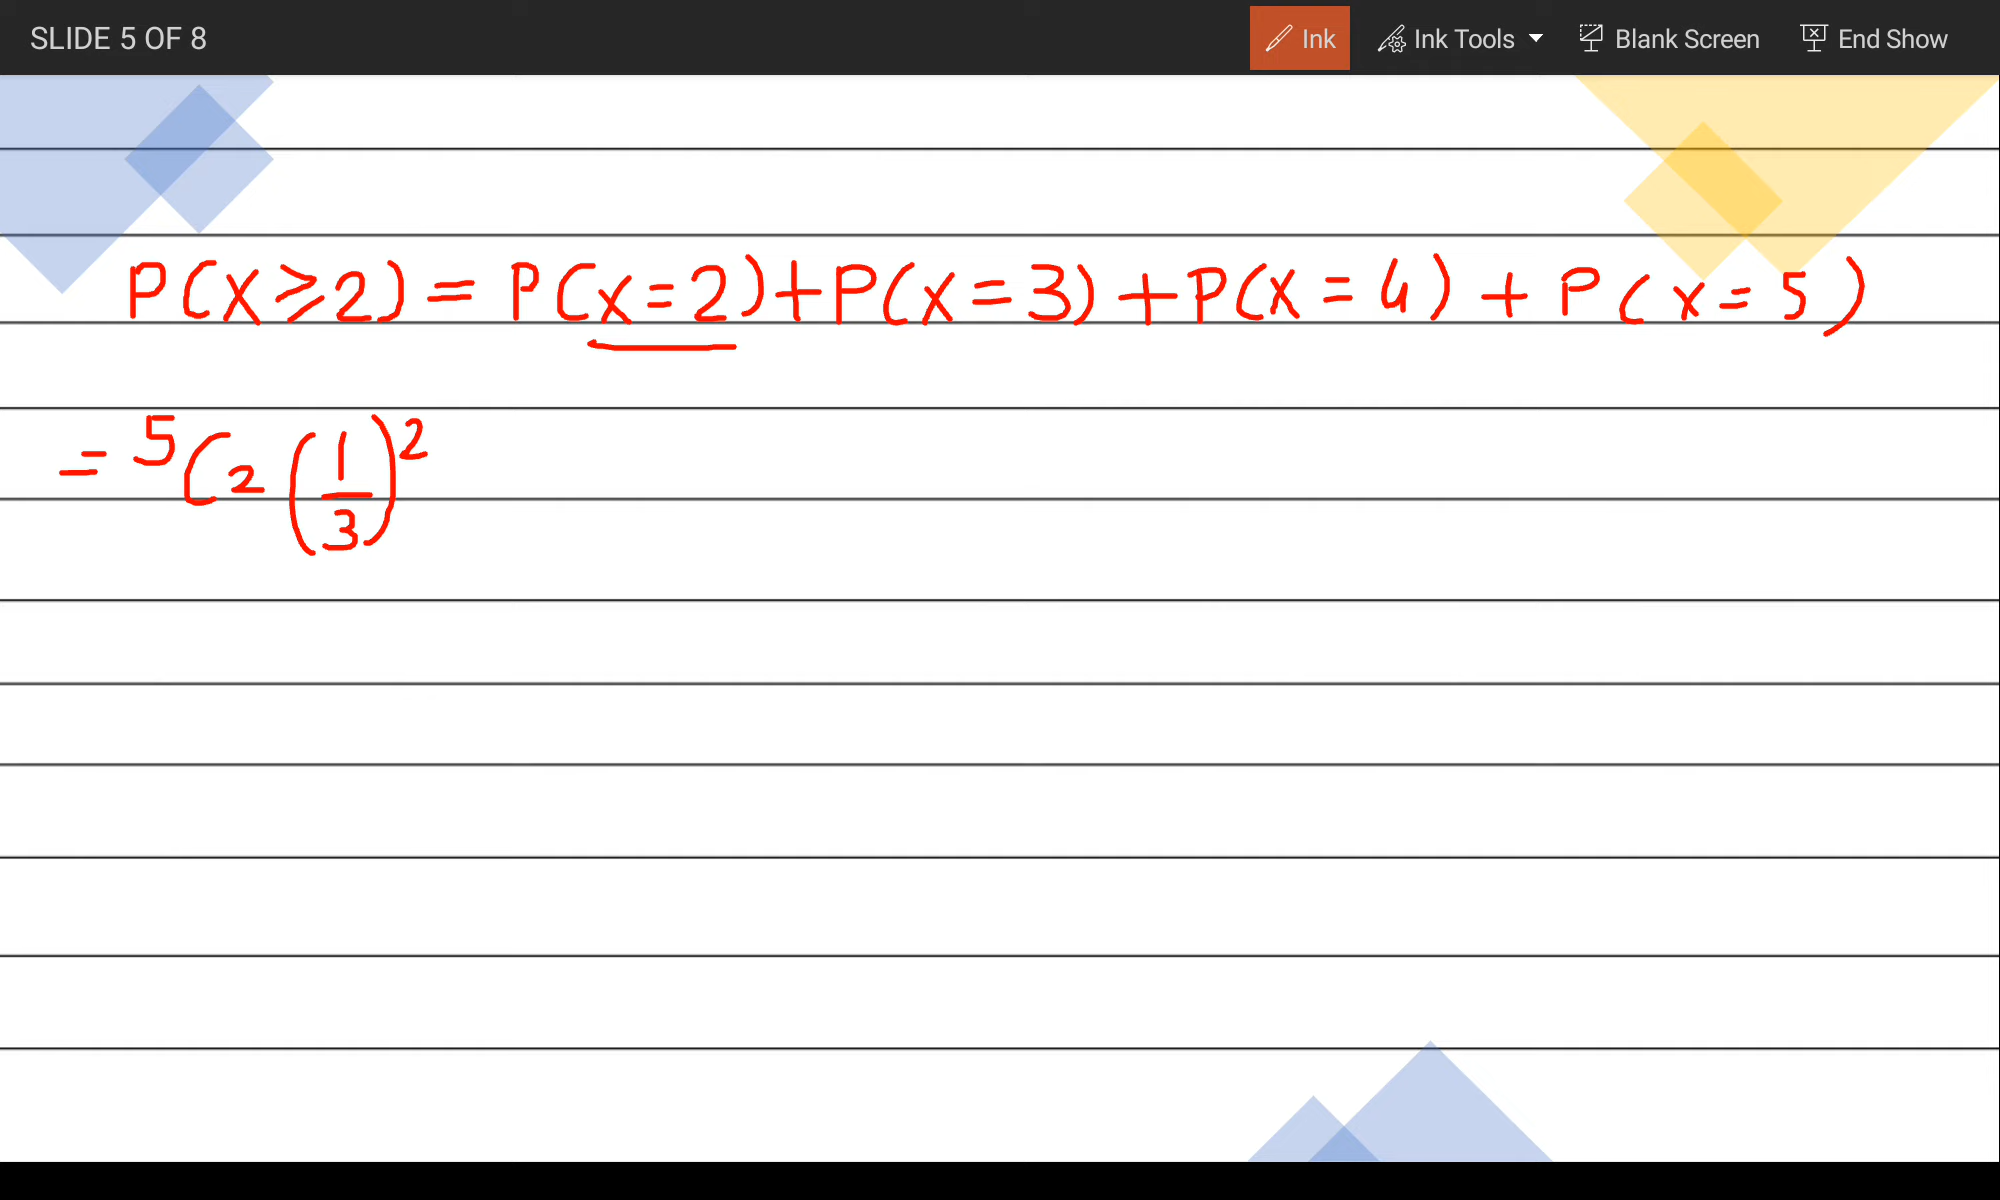 SLIDE 5 OF 8 Ink Ink Tools Blank Screen End Show
P(X≥2) = P(x=2)+P(x=3)+P(x=4)+P(x=5)
= ⁵C₂ (1/3)²